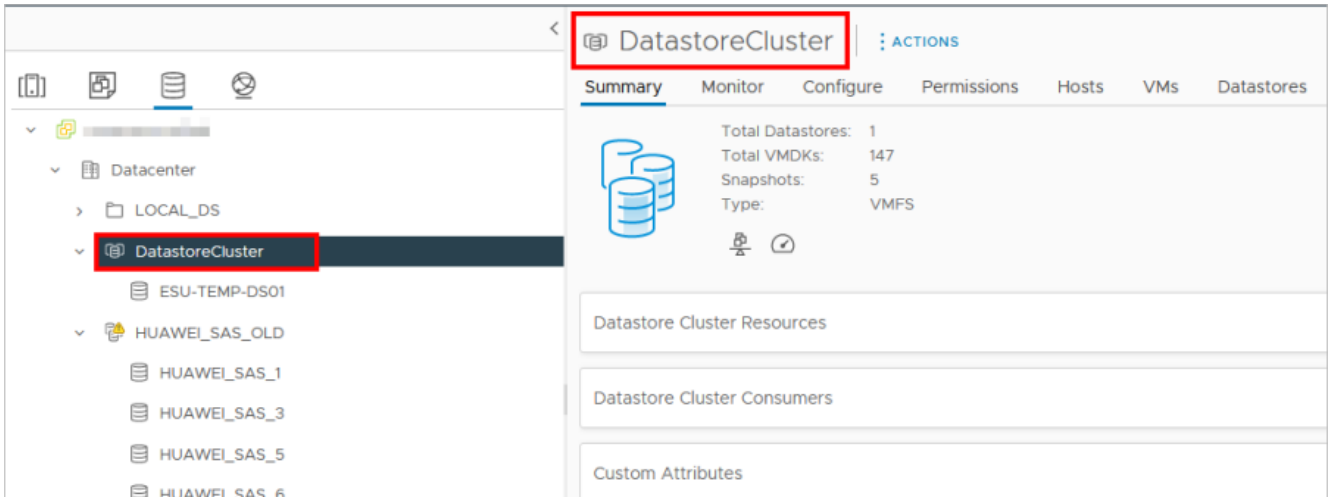 DatastoreCluster
ACTIONS
Summary Monitor Configure Permissions Hosts VMs Datastores
Datacenter
LOCAL_DS
DatastoreCluster
ESU-TEMP-DS01
HUAWEI_SAS_OLD
HUAWEI_SAS_1
HUAWEI_SAS_3
HUAWEI_SAS_5
HUAWEI_SAS_6
Total Datastores: 1
Total VMDKs: 147
Snapshots: 5
Type: VMFS
Datastore Cluster Resources
Datastore Cluster Consumers
Custom Attributes